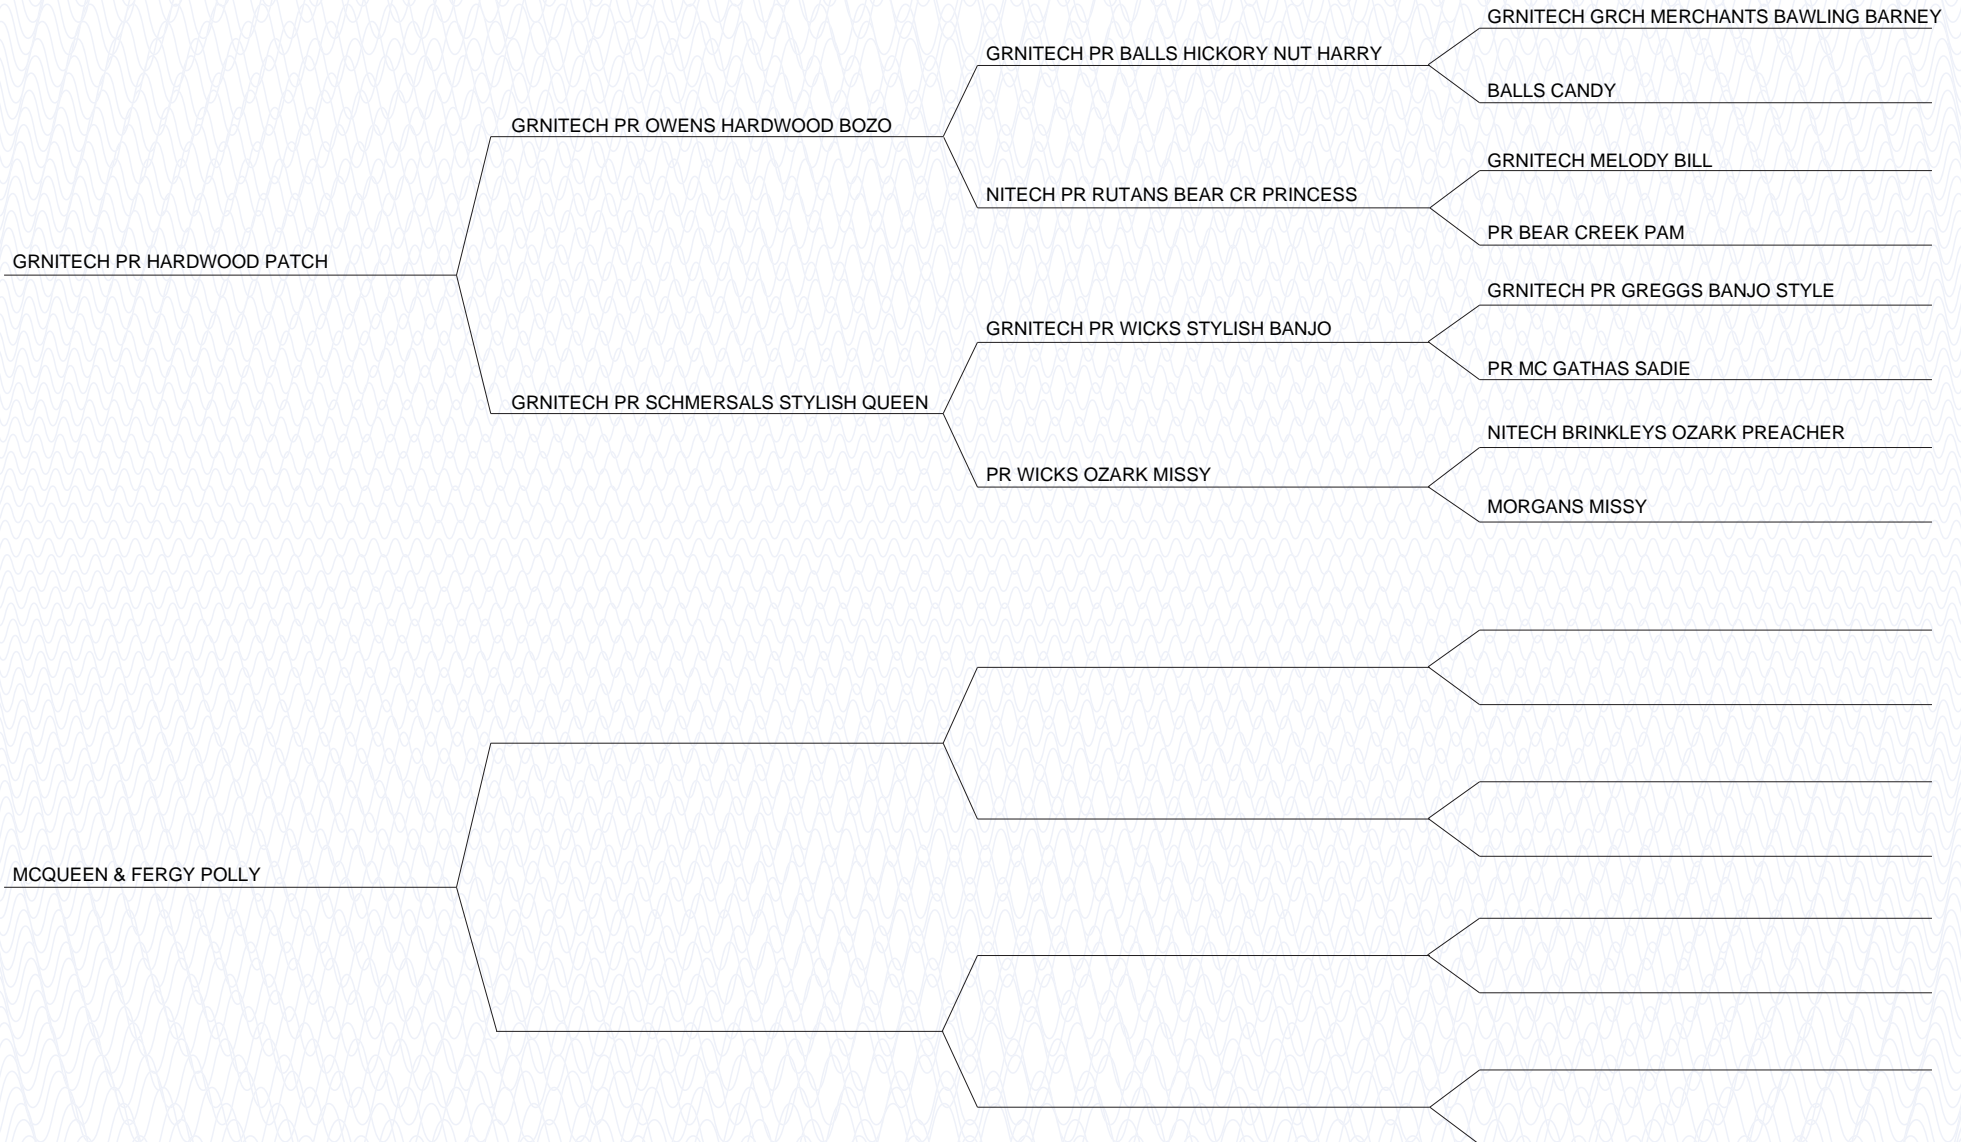 GRNITECH GRCH MERCHANTS BAWLING BARNEY
GRNITECH PR BALLS HICKORY NUT HARRY
BALLS CANDY
GRNITECH PR OWENS HARDWOOD BOZO
GRNITECH MELODY BILL
NITECH PR RUTANS BEAR CR PRINCESS
PR BEAR CREEK PAM
GRNITECH PR HARDWOOD PATCH
GRNITECH PR GREGGS BANJO STYLE
GRNITECH PR WICKS STYLISH BANJO
PR MC GATHAS SADIE
GRNITECH PR SCHMERSALS STYLISH QUEEN
NITECH BRINKLEYS OZARK PREACHER
PR WICKS OZARK MISSY
MORGANS MISSY
MCQUEEN & FERGY POLLY